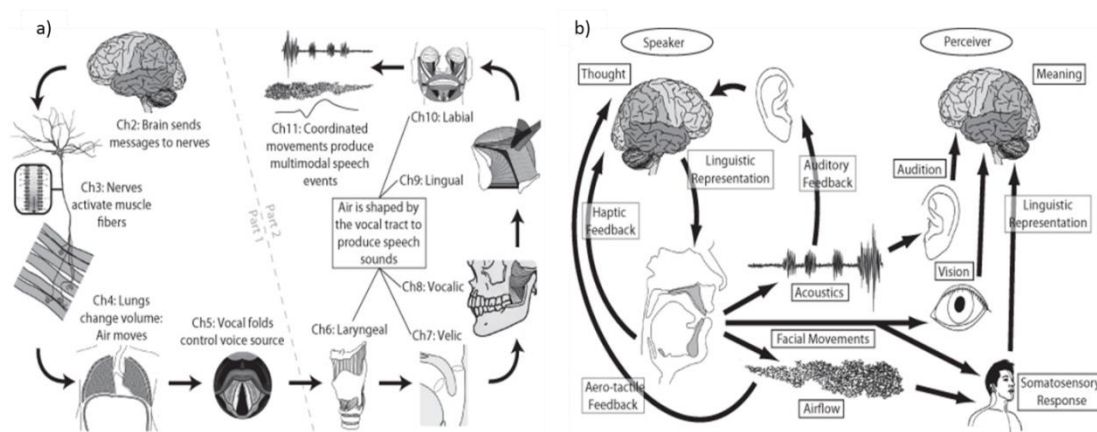 a)
Ch2: Brain sends
messages to nerves
Ch3: Nerves
activate muscle
fibers
Ch4: Lungs
change volume:
Air moves
Ch5: Vocal folds
control voice source
Part 1
Part 2
Ch6: Laryngeal
Ch7: Velic
Ch8: Vocalic
Air is shaped by
the vocal tract to
produce speech
sounds
Ch9: Lingual
Ch10: Labial
Ch11: Coordinated
movements produce
multimodal speech
events
b)
Speaker
Perceiver
Thought
Meaning
Linguistic
Representation
Auditory
Feedback
Audition
Haptic
Feedback
Linguistic
Representation
Vision
Acoustics
Facial Movements
Aero-tactile
Feedback
Airflow
Somatosensory
Response